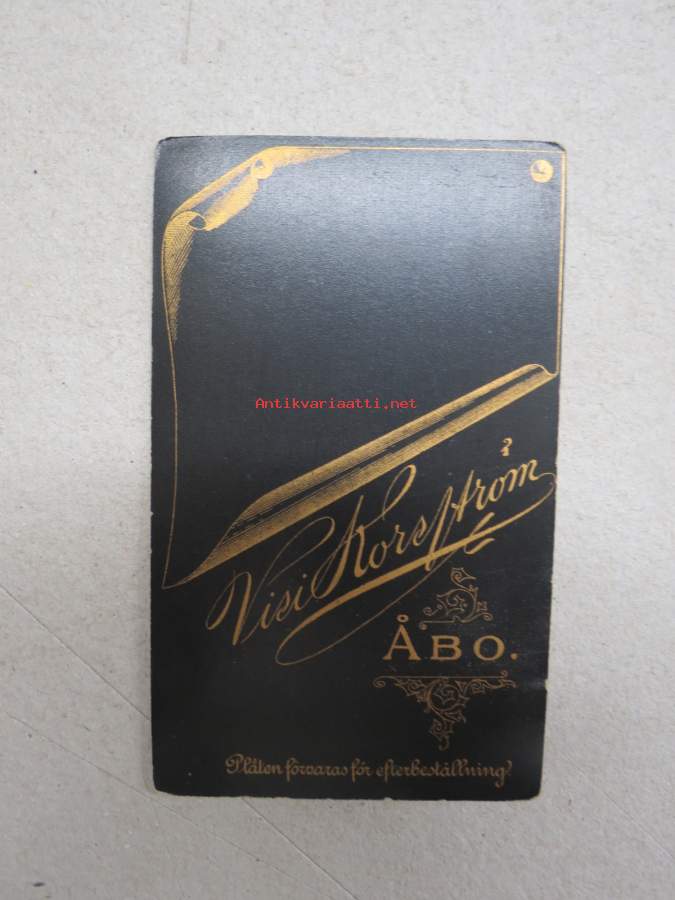 Antikvariaatti.net
Visi Korsström
ÅBO.
Plåten förvaras för efterbeställning.